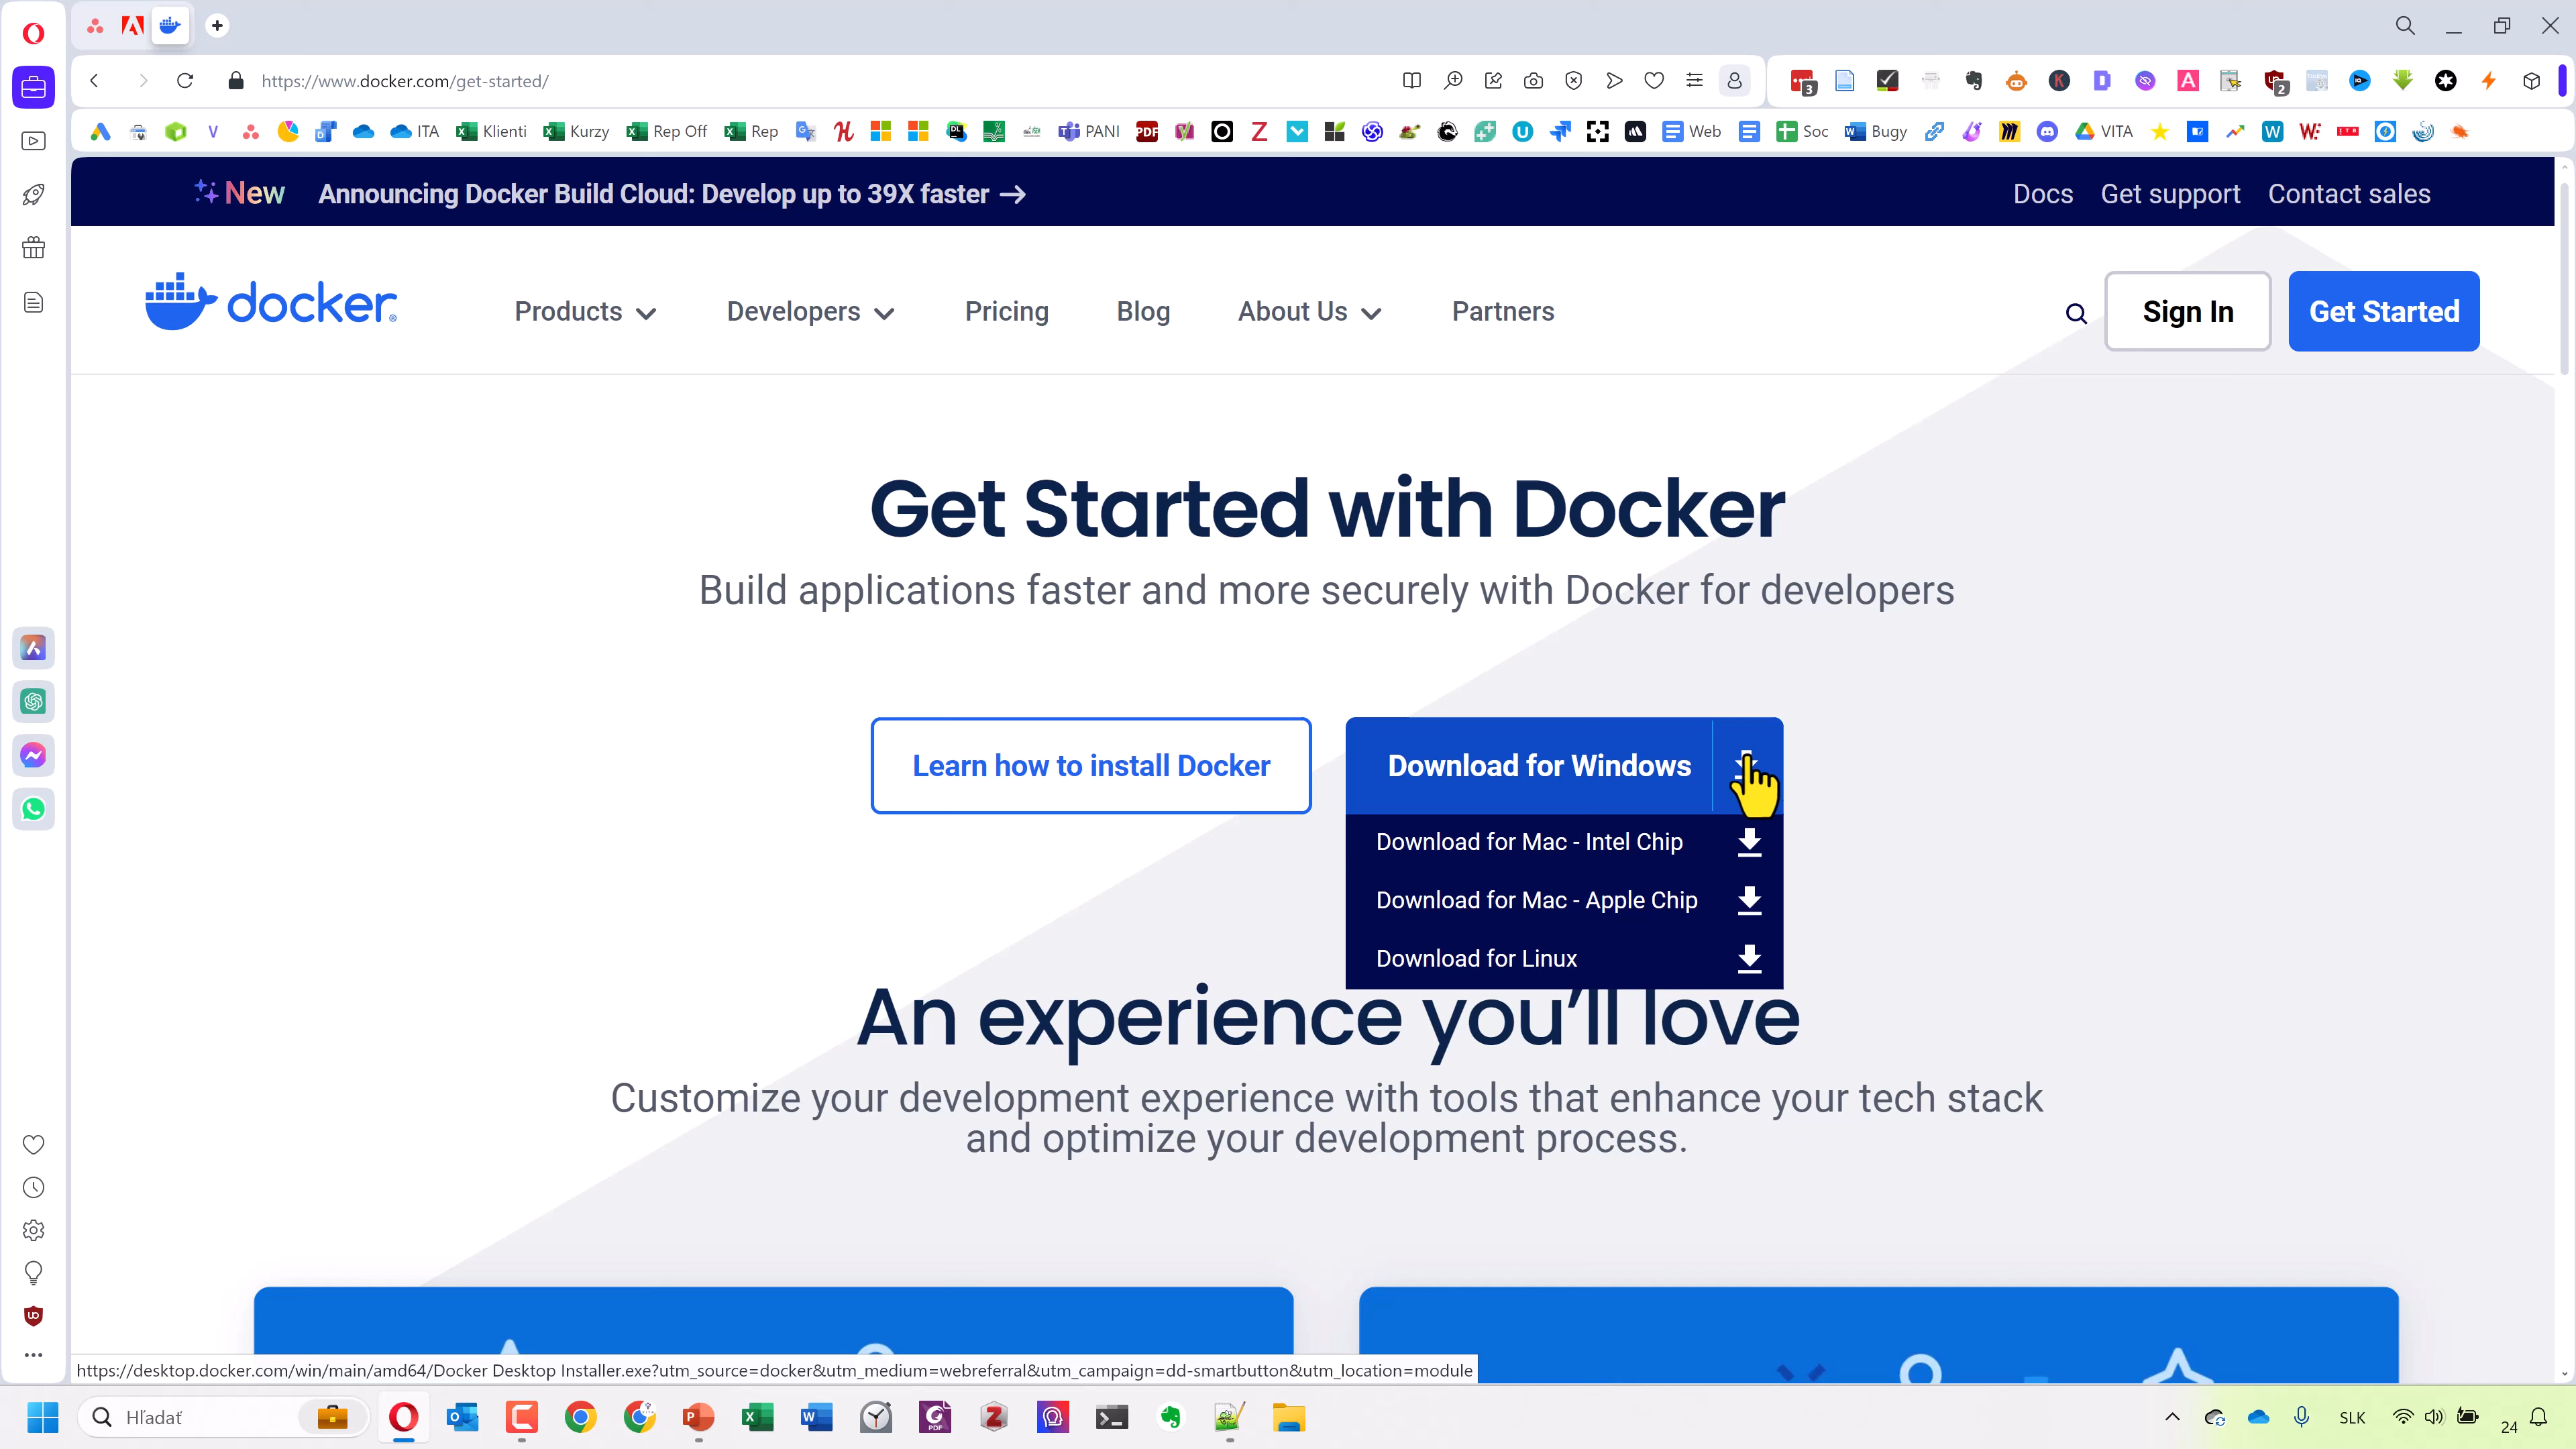 https://www.docker.com/get-started/
3
2
ITA
Klienti
Kurzy
Rep Off
Rep
PANI
Web
Soc
Bugy
VITA
New
Announcing Docker Build Cloud: Develop up to 39X faster →
Docs
Get support
Contact sales
docker
Products
Developers
Pricing
Blog
About Us
Partners
Sign In
Get Started
Get Started with Docker
Build applications faster and more securely with Docker for developers
Learn how to install Docker
Download for Windows
Download for Mac - Intel Chip
Download for Mac - Apple Chip
Download for Linux
An experience you'll love
Customize your development experience with tools that enhance your tech stack
and optimize your development process.
https://desktop.docker.com/win/main/amd64/Docker Desktop Installer.exe?utm_source=docker&utm_medium=webreferral&utm_campaign=dd-smartbutton&utm_location=module
Hľadať
SLK
24